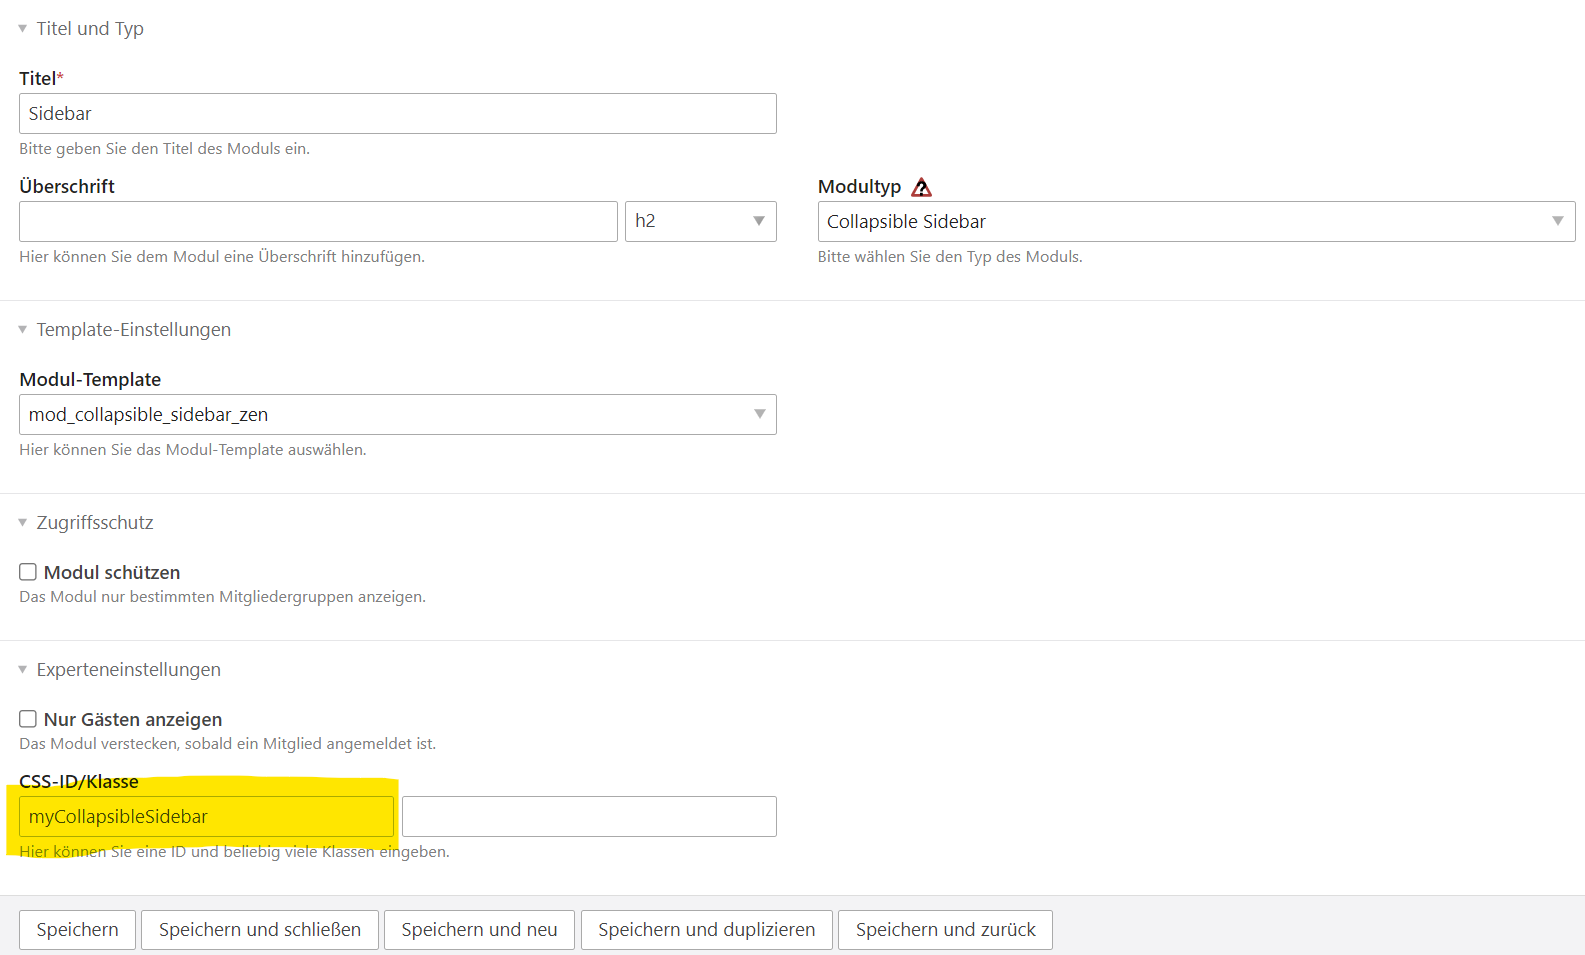 Titel und Typ
Titel*
Sidebar
Bitte geben Sie den Titel des Moduls ein.
Überschrift
h2
Hier können Sie dem Modul eine Überschrift hinzufügen.
Modultyp
Collapsible Sidebar
Bitte wählen Sie den Typ des Moduls.
Template-Einstellungen
Modul-Template
mod_collapsible_sidebar_zen
Hier können Sie das Modul-Template auswählen.
Zugriffsschutz
Modul schützen
Das Modul nur bestimmten Mitgliedergruppen anzeigen.
Experteneinstellungen
Nur Gästen anzeigen
Das Modul verstecken, sobald ein Mitglied angemeldet ist.
CSS-ID/Klasse
myCollapsibleSidebar
Hier können Sie eine ID und beliebig viele Klassen eingeben.
Speichern
Speichern und schließen
Speichern und neu
Speichern und duplizieren
Speichern und zurück